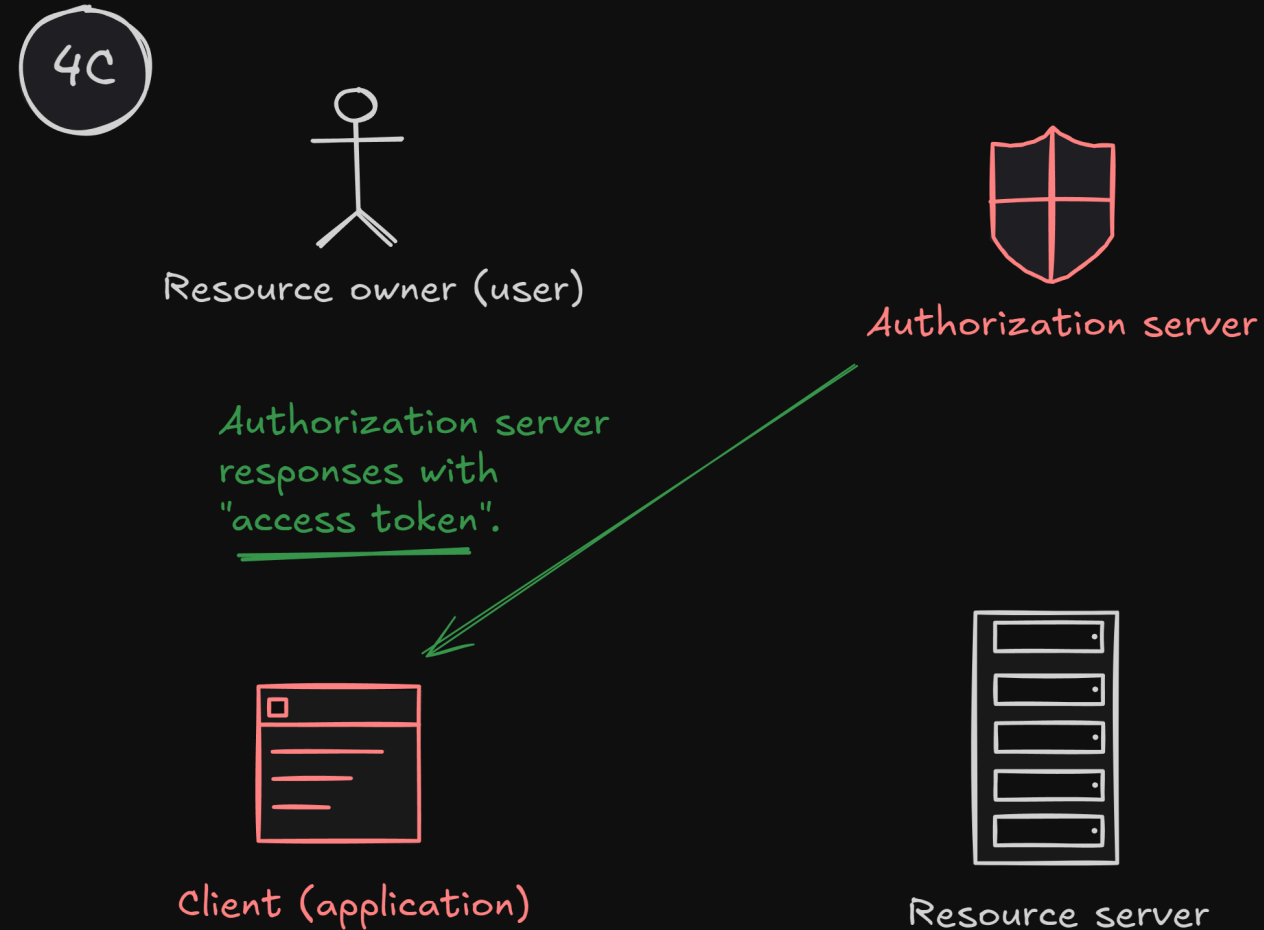 4C
Resource owner (user)
Authorization server
Authorization server
responses with
"access token".
Client (application)
Resource server